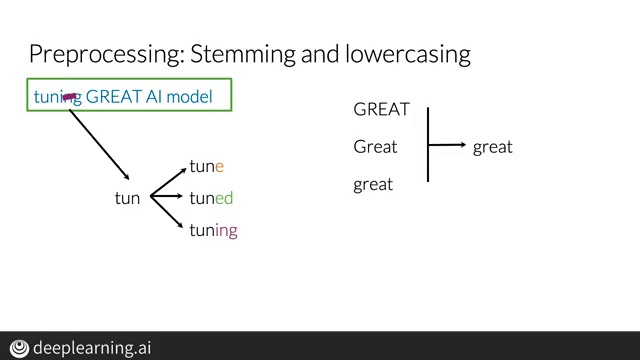 Preprocessing: Stemming and lowercasing
tuning GREAT AI model
tun
tune
tuned
tuning
GREAT
Great
great
great
deeplearning.ai